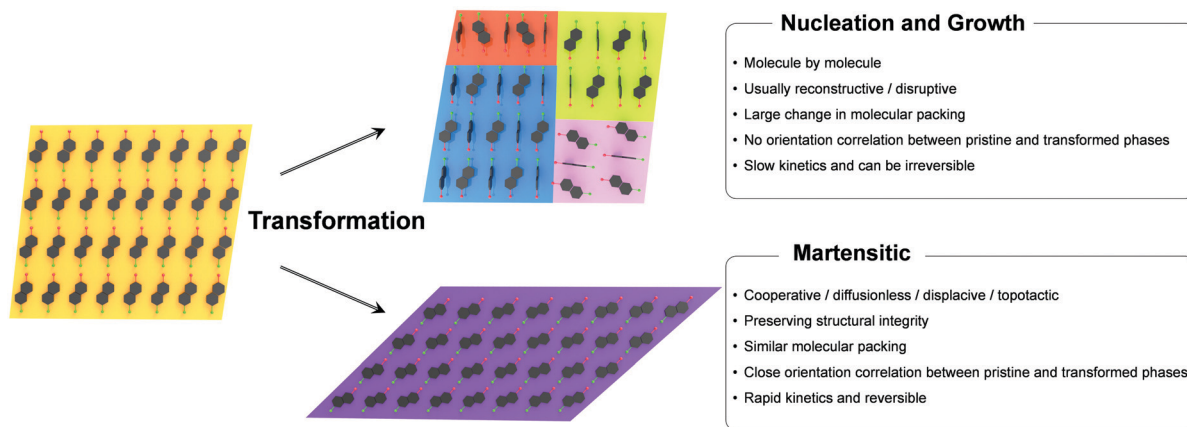 Transformation
Nucleation and Growth
• Molecule by molecule
• Usually reconstructive / disruptive
• Large change in molecular packing
• No orientation correlation between pristine and transformed phases
• Slow kinetics and can be irreversible
Martensitic
• Cooperative / diffusionless / displacive / topotactic
• Preserving structural integrity
• Similar molecular packing
• Close orientation correlation between pristine and transformed phases
• Rapid kinetics and reversible